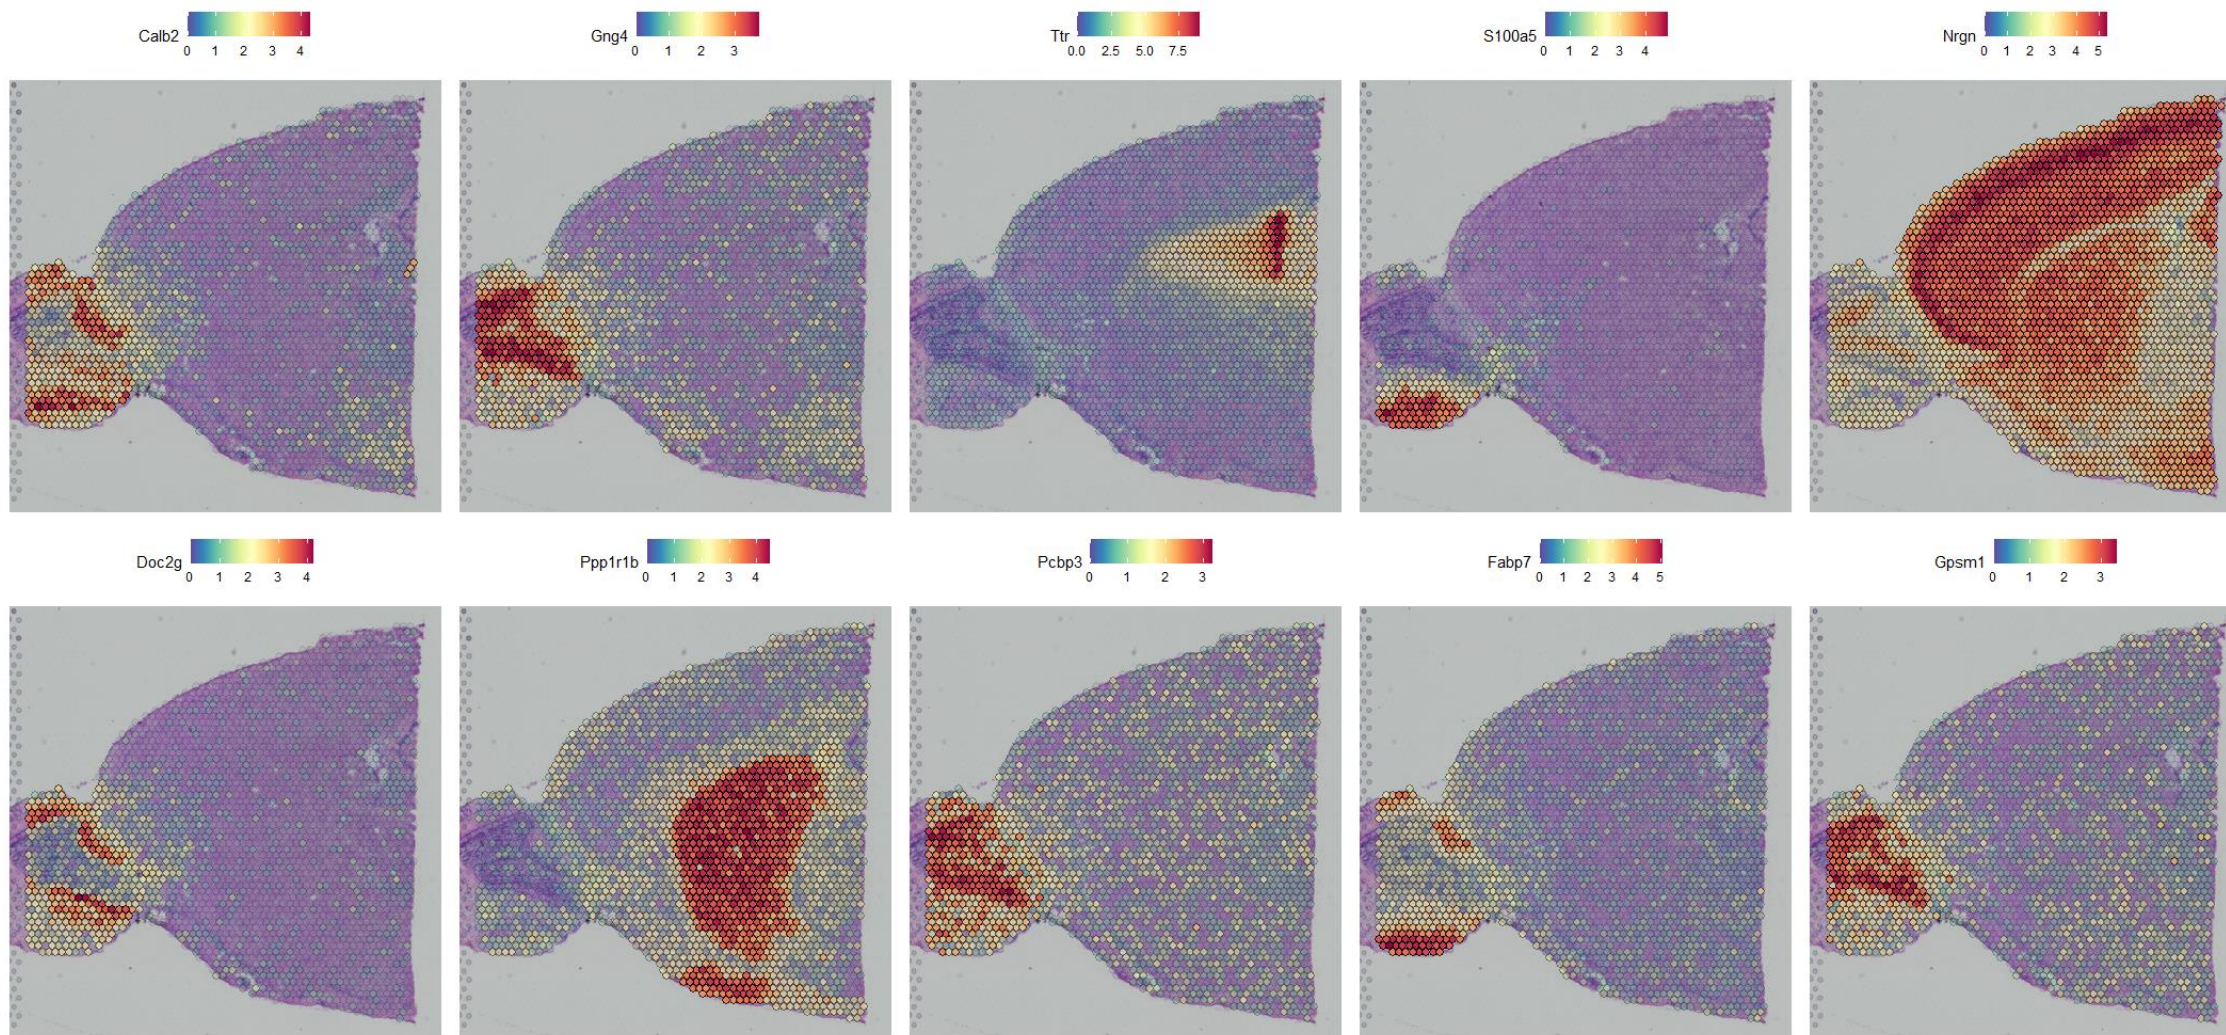 Calb2 0 1 2 3 4
Gng4 0 1 2 3
Ttr 0.0 2.5 5.0 7.5
S100a5 0 1 2 3 4
Nrgn 0 1 2 3 4 5
Doc2g 0 1 2 3 4
Ppp1r1b 0 1 2 3 4
Pcbp3 0 1 2 3
Fabp7 0 1 2 3 4 5
Gpsm1 0 1 2 3